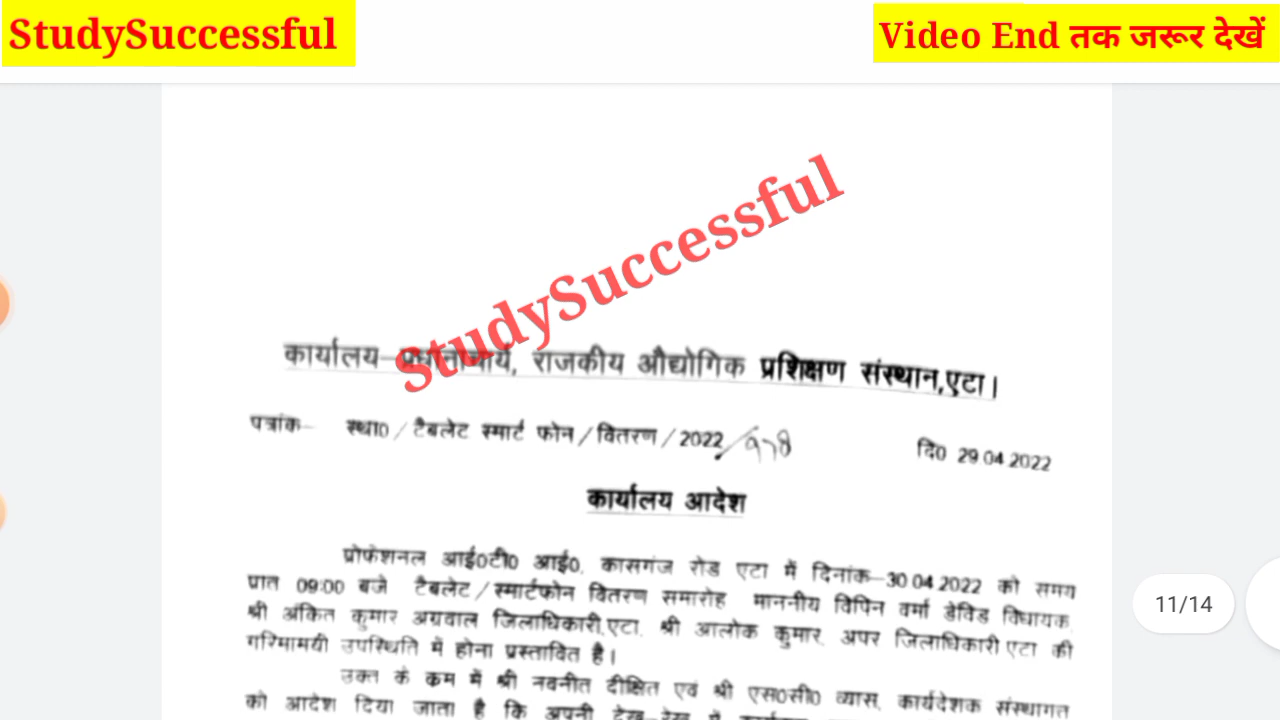 StudySuccessful
Video End तक जरूर देखें
StudySuccessful
कार्यालय—प्रधानाचार्य, राजकीय औद्योगिक प्रशिक्षण संस्थान,एटा।
पत्रांक— स्था0 / टैबलेट स्मार्ट फोन / वितरण / 2022 / दि0 29.04.2022
कार्यालय आदेश
प्रोफेशनल आई0टी0 आई0, कासगंज रोड एटा में दिनांक—30.04.2022 को समय
प्रात 09:00 बजे टैबलेट / स्मार्टफोन वितरण समारोह माननीय विपिन वर्मा डेविड विधायक,
श्री अंकित कुमार अग्रवाल जिलाधिकारी,एटा, श्री आलोक कुमार, अपर जिलाधिकारी एटा की
गरिमामयी उपस्थिति में होना प्रस्तावित है।
उक्त के कम में श्री नवनीत दीक्षित एवं श्री एस0सी0 व्यास, कार्यदेशक संस्थागत
को आदेश दिया जाता है कि अपनी देख—रेख में
11/14